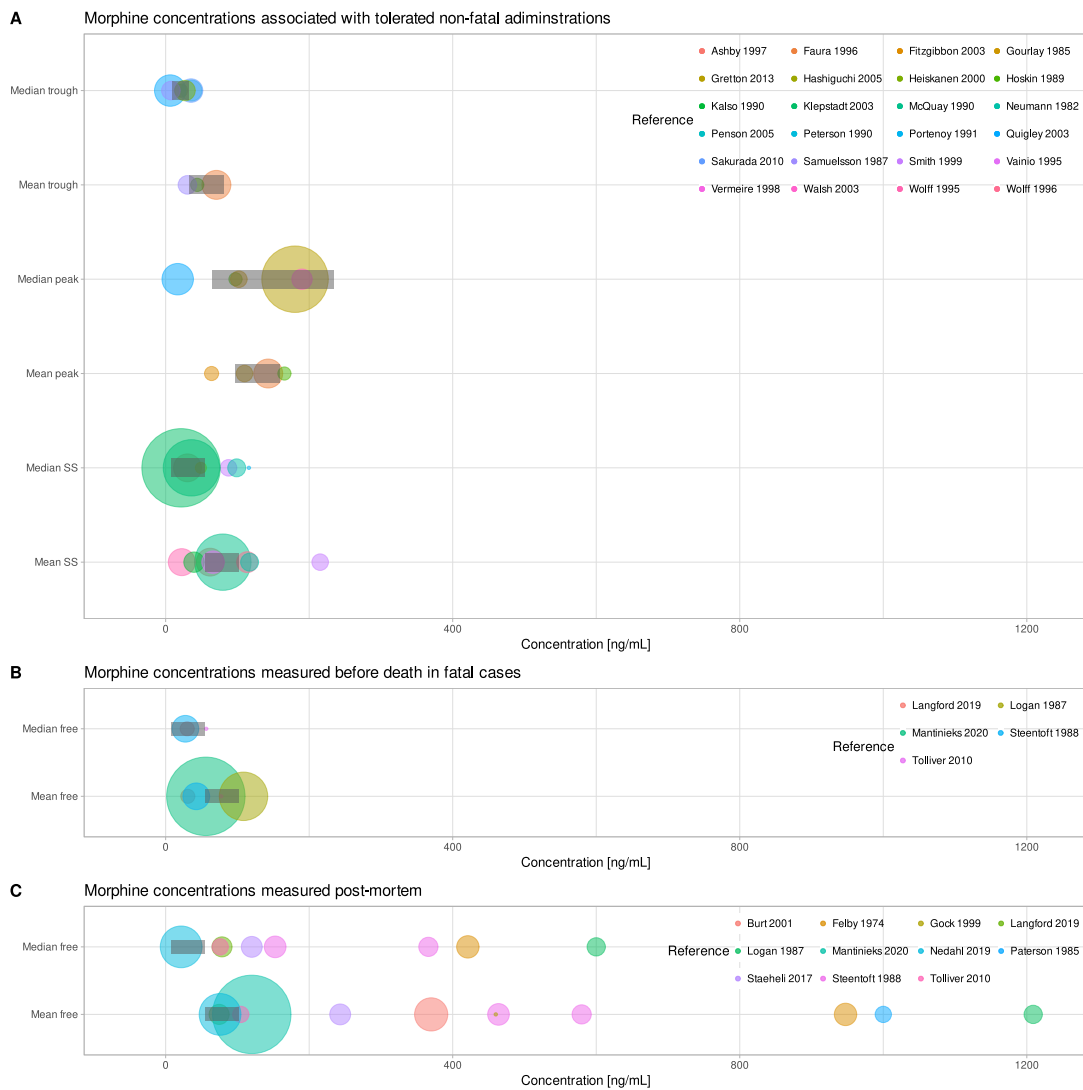 A
Morphine concentrations associated with tolerated non-fatal adiminstrations
Ashby 1997 Faura 1996 Fitzgibbon 2003 Gourlay 1985
Gretton 2013 Hashiguchi 2005 Heiskanen 2000 Hoskin 1989
Kalso 1990 Klepstadt 2003 McQuay 1990 Neumann 1982
Reference
Penson 2005 Peterson 1990 Portenoy 1991 Quigley 2003
Sakurada 2010 Samuelsson 1987 Smith 1999 Vainio 1995
Vermeire 1998 Walsh 2003 Wolff 1995 Wolff 1996
Median trough
Mean trough
Median peak
Mean peak
Median SS
Mean SS
0 400 800 1200
Concentration [ng/mL]
B
Morphine concentrations measured before death in fatal cases
Langford 2019 Logan 1987
Mantinieks 2020 Steentoft 1988
Reference
Tolliver 2010
Median free
Mean free
0 400 800 1200
Concentration [ng/mL]
C
Morphine concentrations measured post-mortem
Burt 2001 Felby 1974 Gock 1999 Langford 2019
Reference Logan 1987 Mantinieks 2020 Nedahl 2019 Paterson 1985
Staeheli 2017 Steentoft 1988 Tolliver 2010
Median free
Mean free
0 400 800 1200
Concentration [ng/mL]